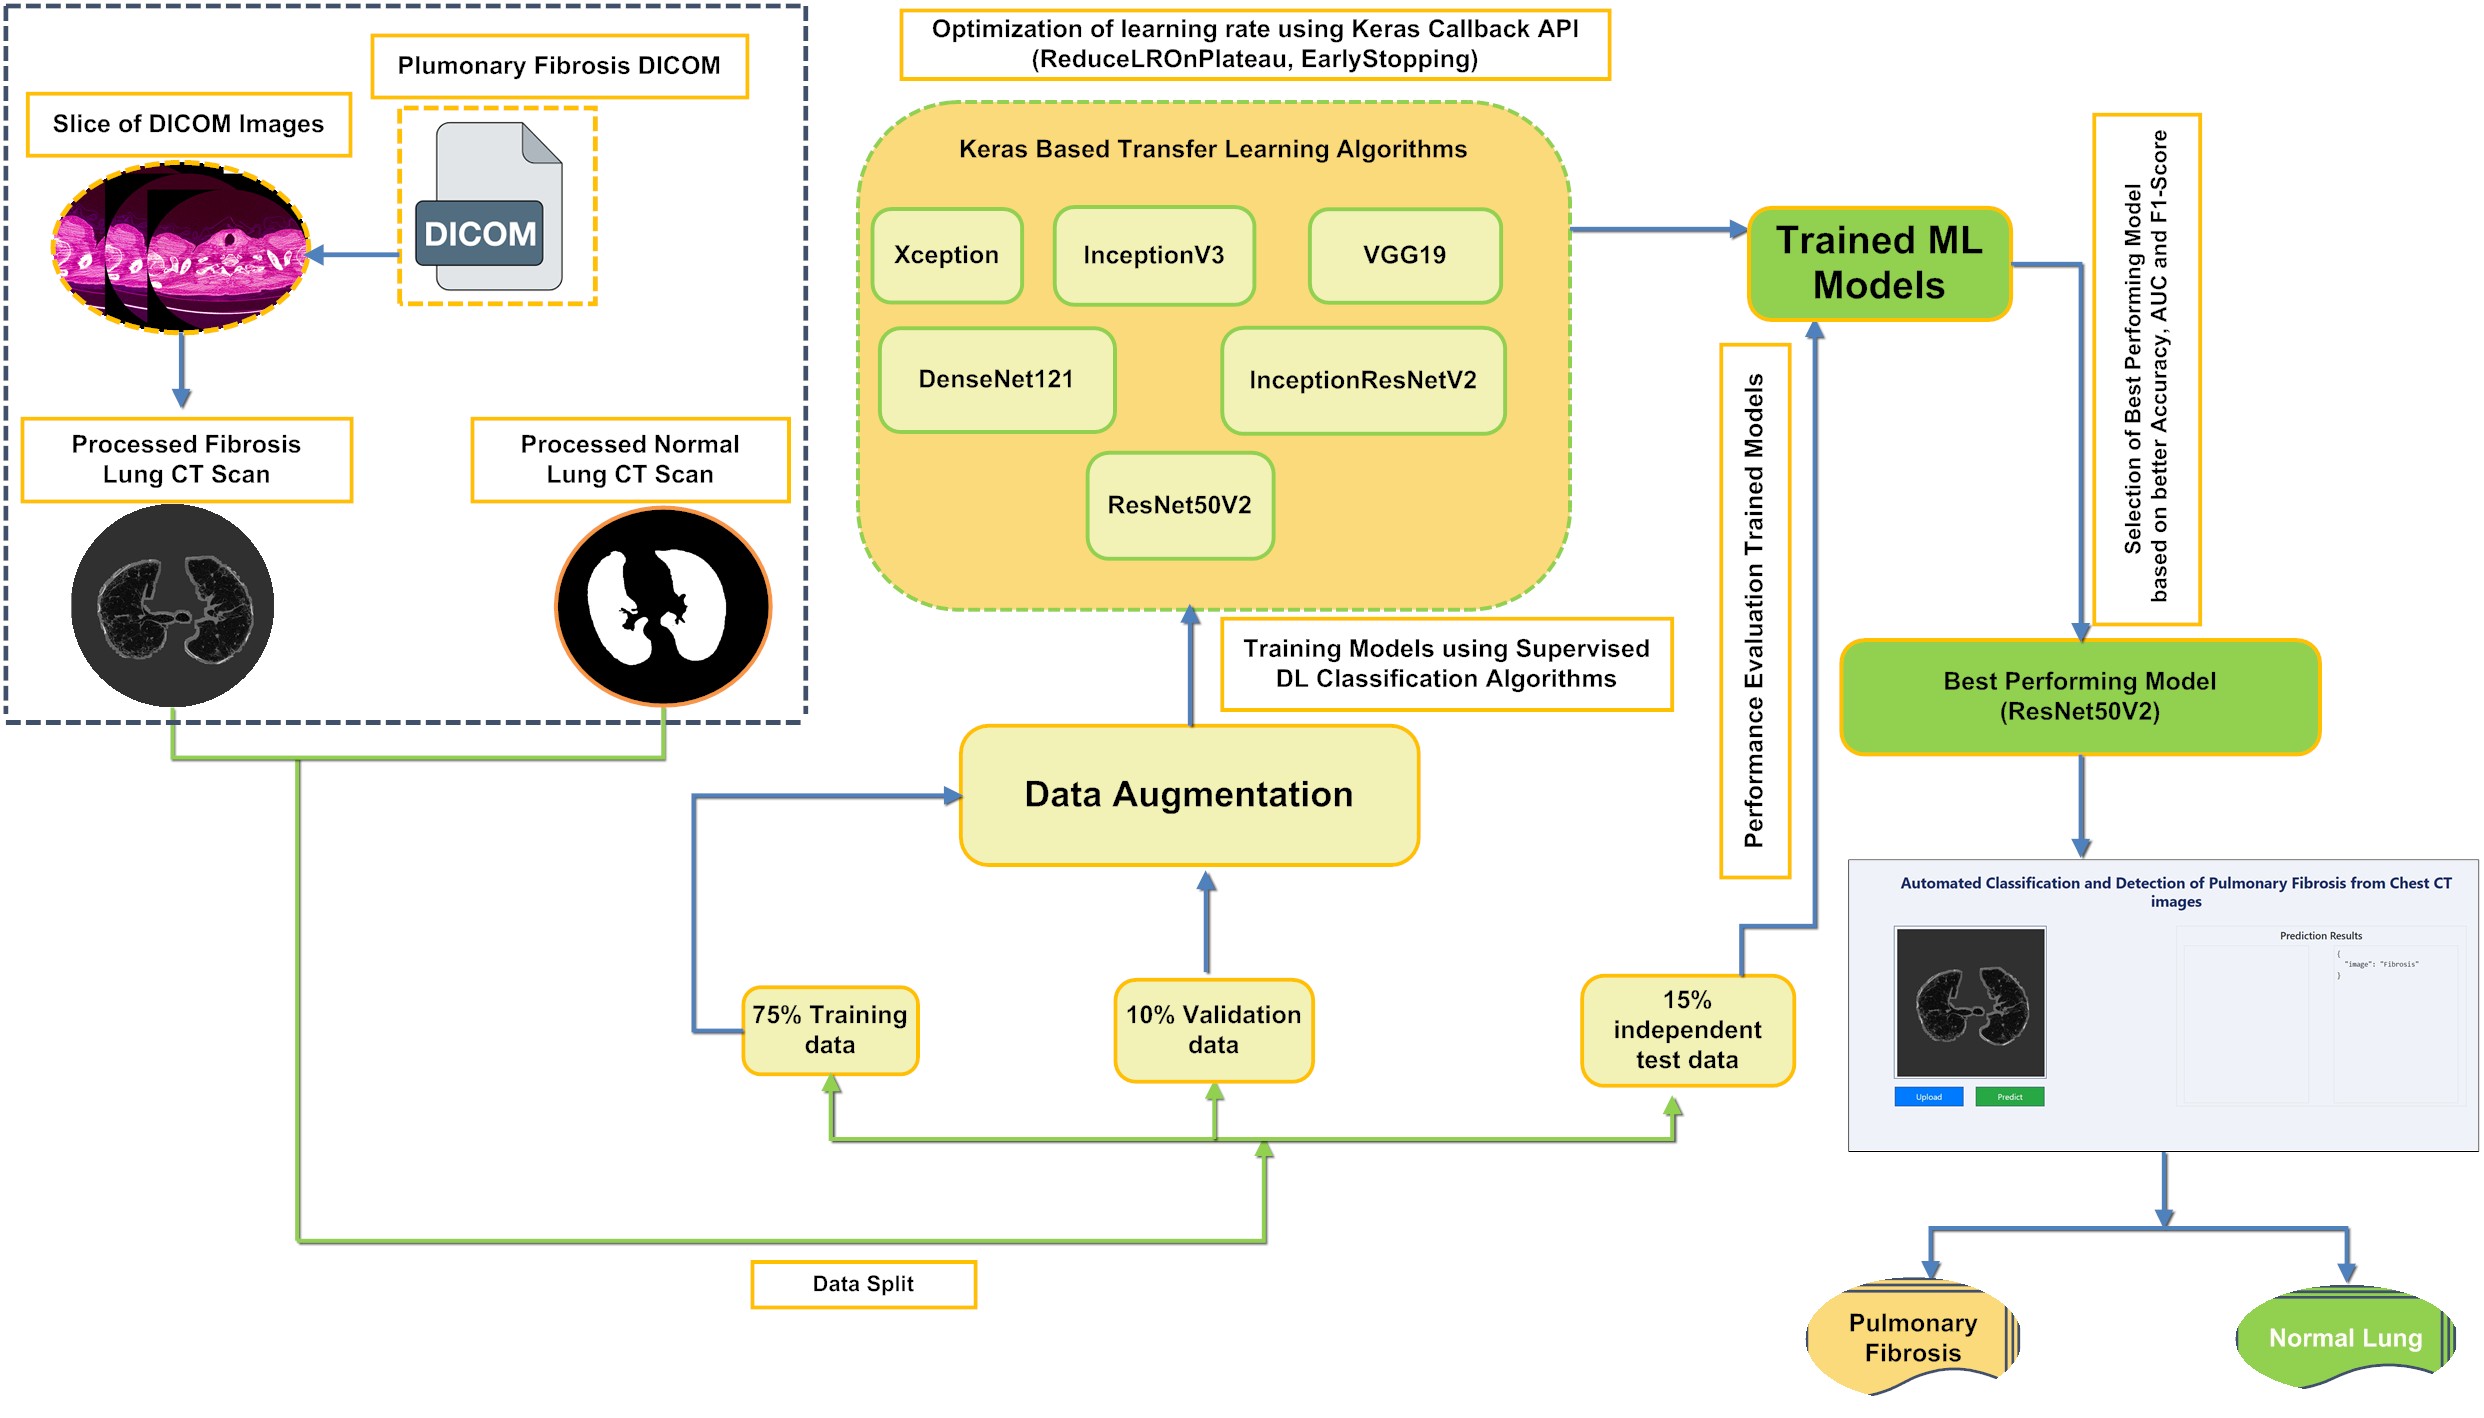 Plumonary Fibrosis DICOM
Slice of DICOM Images
DICOM
Processed Fibrosis
Lung CT Scan
Processed Normal
Lung CT Scan
Optimization of learning rate using Keras Callback API
(ReduceLROnPlateau, EarlyStopping)
Keras Based Transfer Learning Algorithms
Xception
InceptionV3
VGG19
DenseNet121
InceptionResNetV2
ResNet50V2
Training Models using Supervised
DL Classification Algorithms
Data Augmentation
75% Training
data
10% Validation
data
15%
independent
test data
Data Split
Performance Evaluation Trained Models
Trained ML
Models
Selection of Best Performing Model
based on better Accuracy, AUC and F1-Score
Best Performing Model
(ResNet50V2)
Automated Classification and Detection of Pulmonary Fibrosis from Chest CT
images
Prediction Results
{
"image": "Fibrosis"
}
Upload
Predict
Pulmonary
Fibrosis
Normal Lung